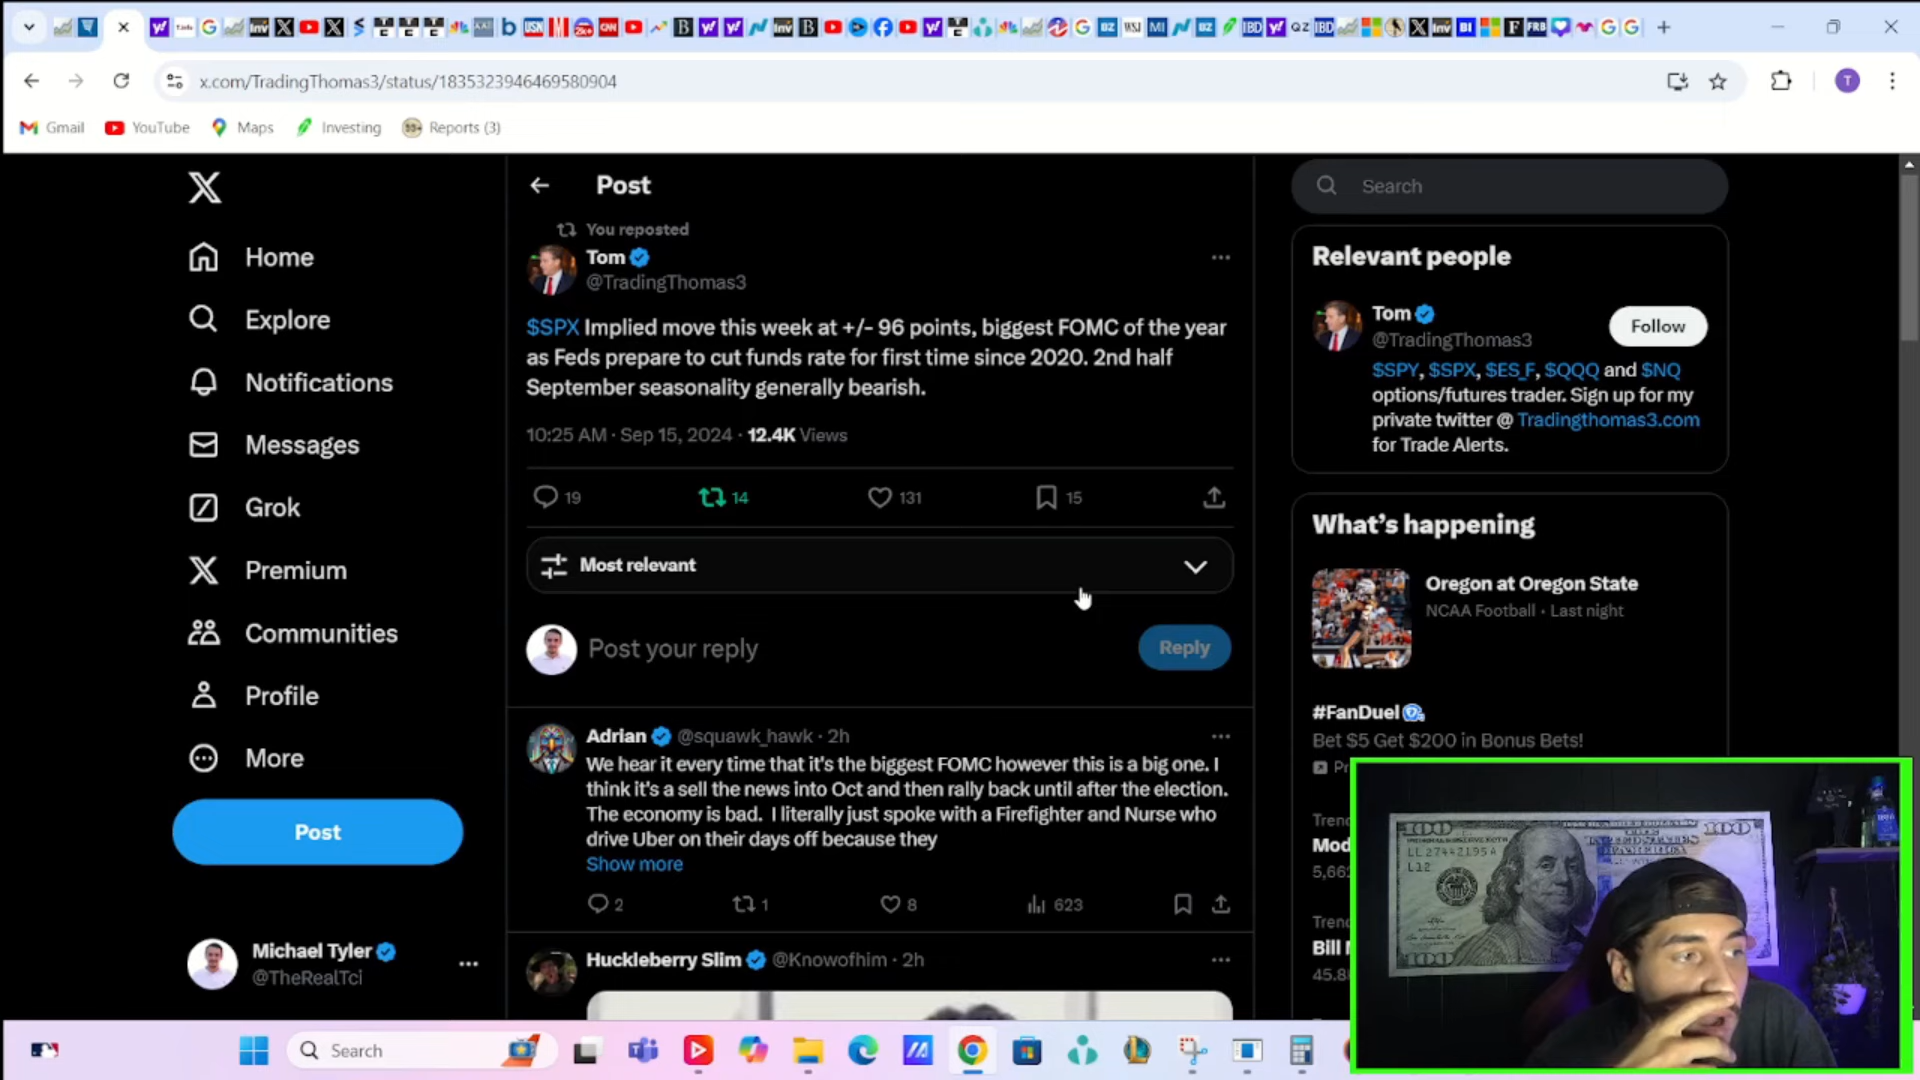 x.com/TradingThomas3/status/1835323946469580904
T
Gmail
YouTube
Maps
Investing
Reports (3)
Post
Search
You reposted
Tom
@TradingThomas3
$SPX Implied move this week at +/- 96 points, biggest FOMC of the year
as Feds prepare to cut funds rate for first time since 2020. 2nd half
September seasonality generally bearish.
10:25 AM · Sep 15, 2024 · 12.4K Views
19
14
131
15
Most relevant
Post your reply
Reply
Adrian @squawk_hawk · 2h
We hear it every time that it's the biggest FOMC however this is a big one. I
think it's a sell the news into Oct and then rally back until after the election.
The economy is bad. I literally just spoke with a Firefighter and Nurse who
drive Uber on their days off because they
Show more
2
1
8
623
Huckleberry Slim @Knowofhim · 2h
Home
Explore
Notifications
Messages
Grok
Premium
Communities
Profile
More
Post
Michael Tyler
@TheRealTci
Relevant people
Tom
@TradingThomas3
Follow
$SPY, $SPX, $ES_F, $QQQ and $NQ
options/futures trader. Sign up for my
private twitter @ Tradingthomas3.com
for Trade Alerts.
What's happening
Oregon at Oregon State
NCAA Football · Last night
#FanDuel
Bet $5 Get $200 in Bonus Bets!
100
100
LL27442195A
L12
100
100
Search